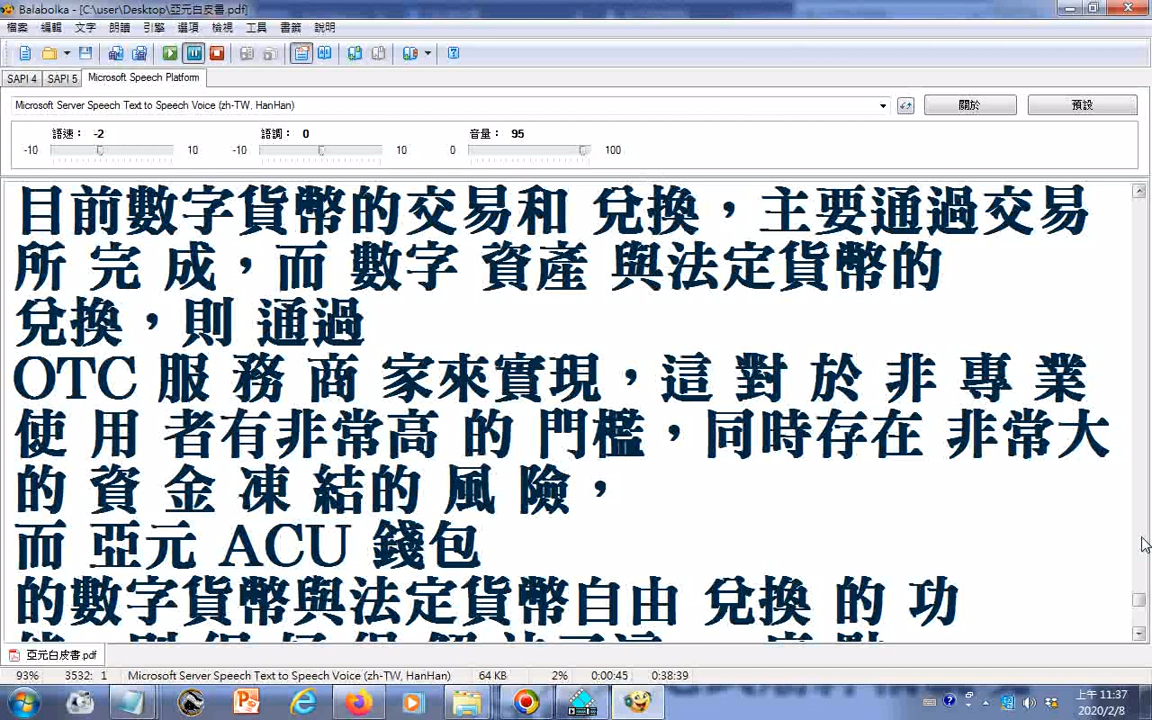 Balabolka - [C:\user\Desktop\亞元白皮書.pdf]
檔案 編輯 文字 朗讀 引擎 選項 檢視 工具 書籤 說明
SAPI 4 SAPI 5 Microsoft Speech Platform
Microsoft Server Speech Text to Speech Voice (zh-TW, HanHan) 關於 預設
語速： -2 語調： 0 音量： 95
-10 10 -10 10 0 100
目前數字貨幣的交易和 兌換，主要通過交易
所 完 成，而 數字 資產 與法定貨幣的
兌換，則 通過
OTC 服 務 商 家來實現，這 對 於 非 專 業
使 用 者有非常高 的 門檻，同時存在 非常大
的 資 金 凍 結的 風 險，
而 亞元 ACU 錢包
的數字貨幣與法定貨幣自由 兌換 的 功
亞元白皮書.pdf
93% 3532: 1 Microsoft Server Speech Text to Speech Voice (zh-TW, HanHan) 64 KB 2% 0:00:45 0:38:39
上午 11:37
2020/2/8